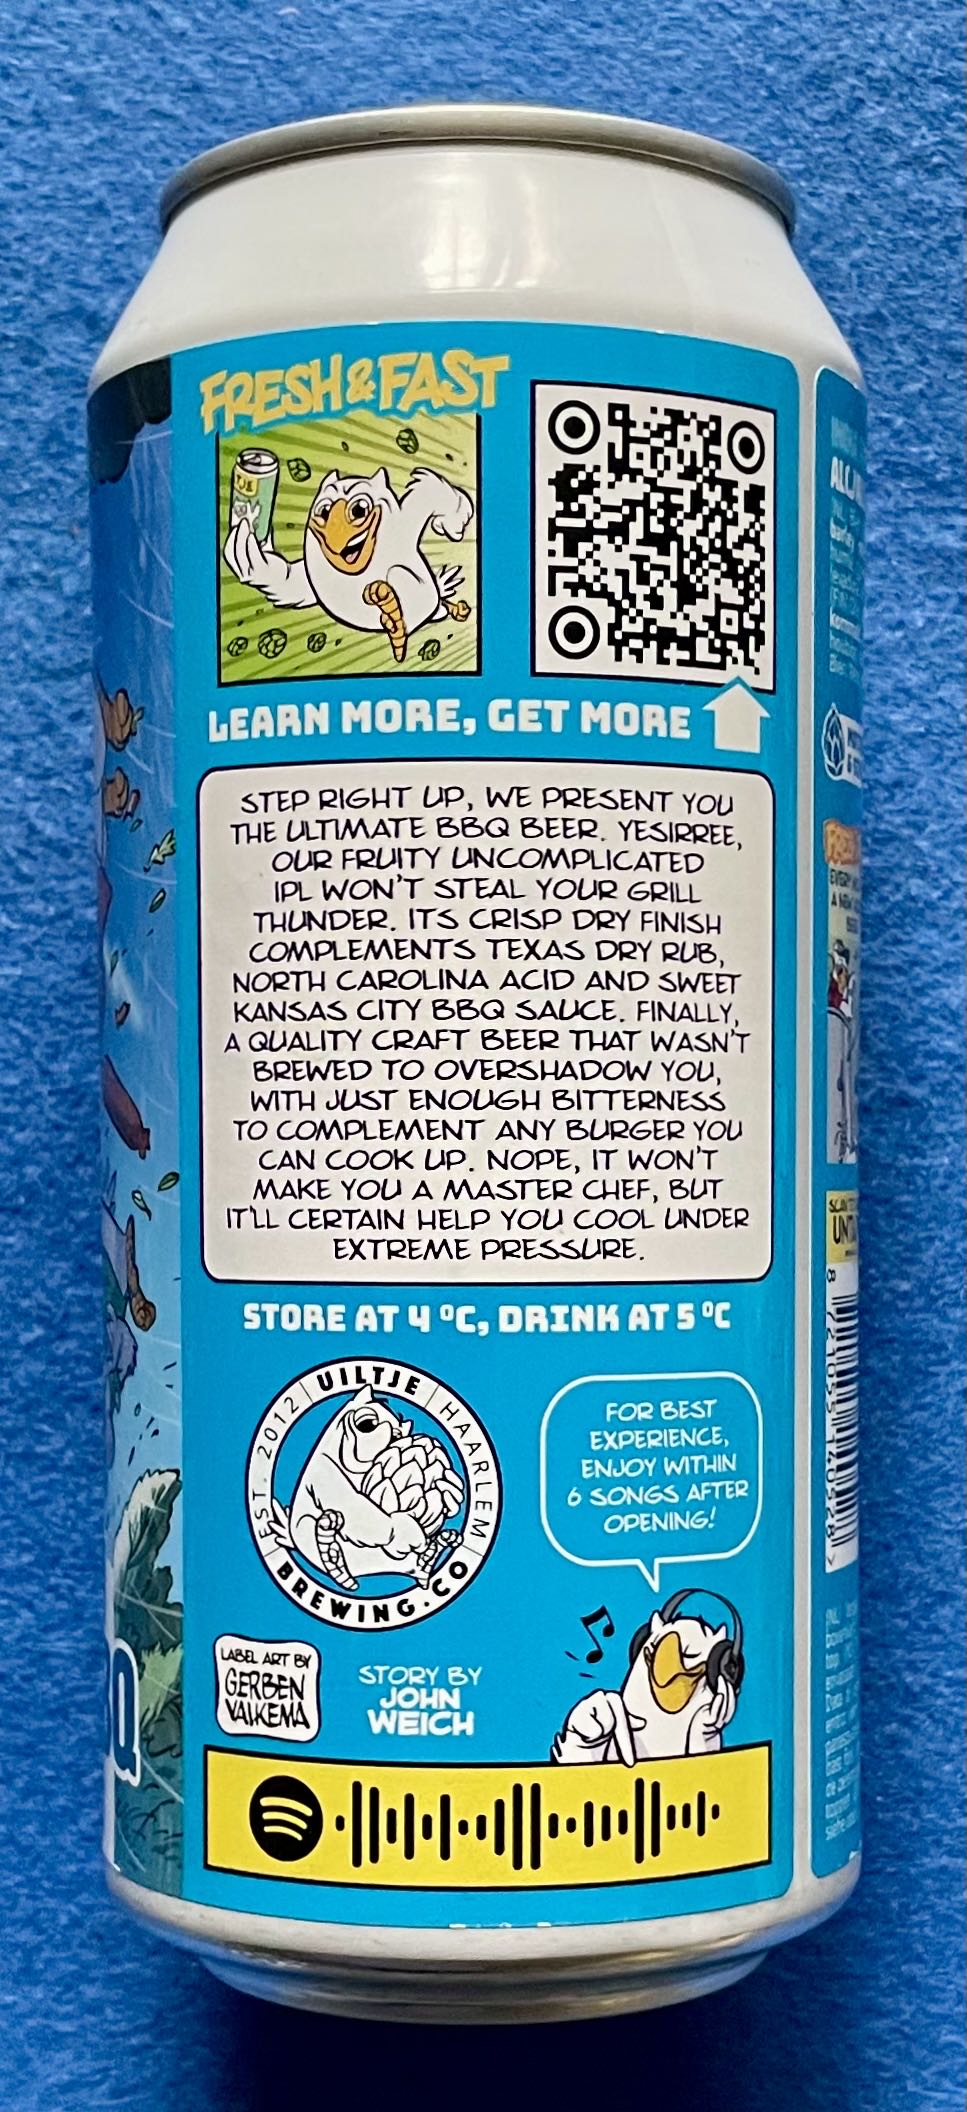 FRESH & FAST
LEARN MORE, GET MORE
STEP RIGHT UP, WE PRESENT YOU
THE ULTIMATE BBQ BEER. YESIRREE,
OUR FRUITY UNCOMPLICATED
IPL WON'T STEAL YOUR GRILL
THUNDER. ITS CRISP DRY FINISH
COMPLEMENTS TEXAS DRY RUB,
NORTH CAROLINA ACID AND SWEET
KANSAS CITY BBQ SAUCE. FINALLY,
A QUALITY CRAFT BEER THAT WASN'T
BREWED TO OVERSHADOW YOU,
WITH JUST ENOUGH BITTERNESS
TO COMPLEMENT ANY BURGER YOU
CAN COOK UP. NOPE, IT WON'T
MAKE YOU A MASTER CHEF, BUT
IT'LL CERTAIN HELP YOU COOL UNDER
EXTREME PRESSURE.
STORE AT 4 °C, DRINK AT 5 °C
UILTJE
EST. 2012
HAARLEM
BREWING.CO
FOR BEST
EXPERIENCE,
ENJOY WITHIN
6 SONGS AFTER
OPENING!
LABEL ART BY
GERBEN
VALKEMA
STORY BY
JOHN
WEICH